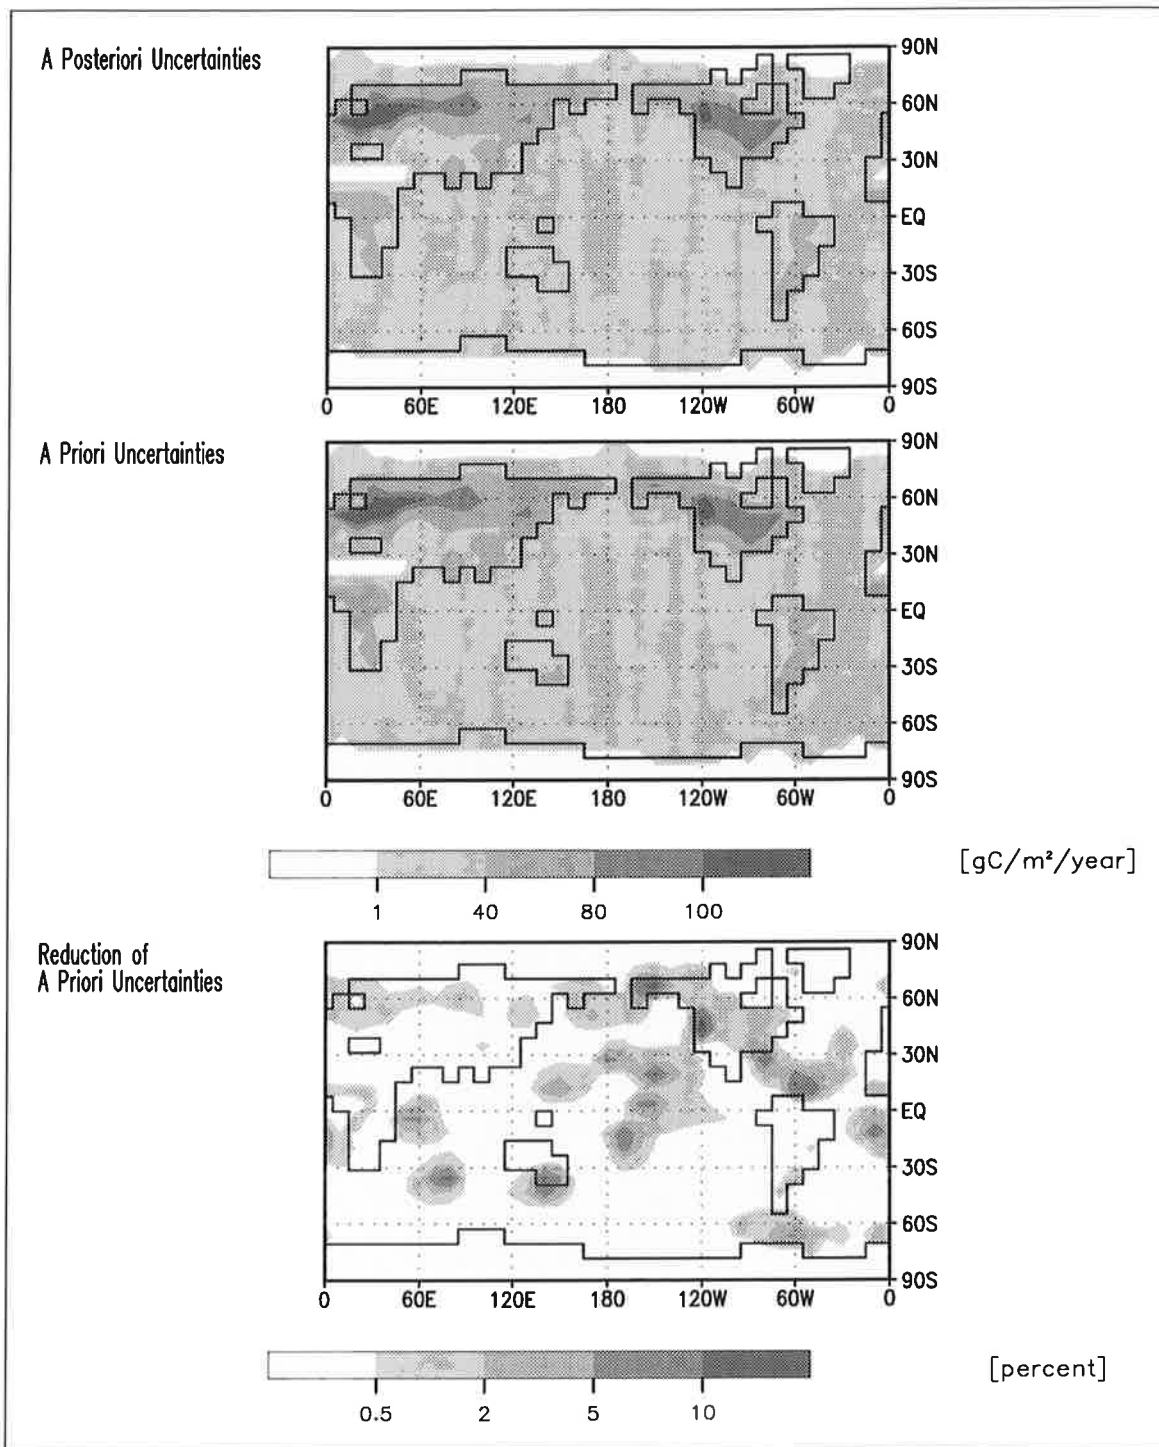 A Posteriori Uncertainties
90N
60N
30N
EQ
30S
60S
90S
0 60E 120E 180 120W 60W 0
A Priori Uncertainties
90N
60N
30N
EQ
30S
60S
90S
0 60E 120E 180 120W 60W 0
[gC/m²/year]
1 40 80 100
Reduction of
A Priori Uncertainties
90N
60N
30N
EQ
30S
60S
90S
0 60E 120E 180 120W 60W 0
[percent]
0.5 2 5 10